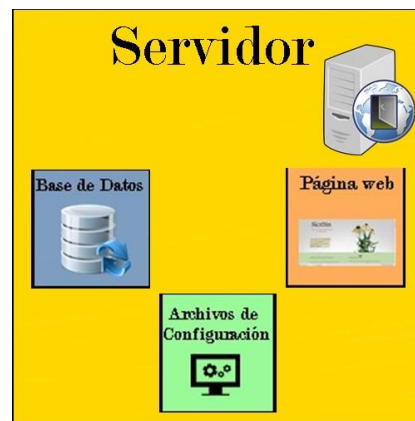 Servidor
Base de Datos
Página web
Archivos de
Configuración